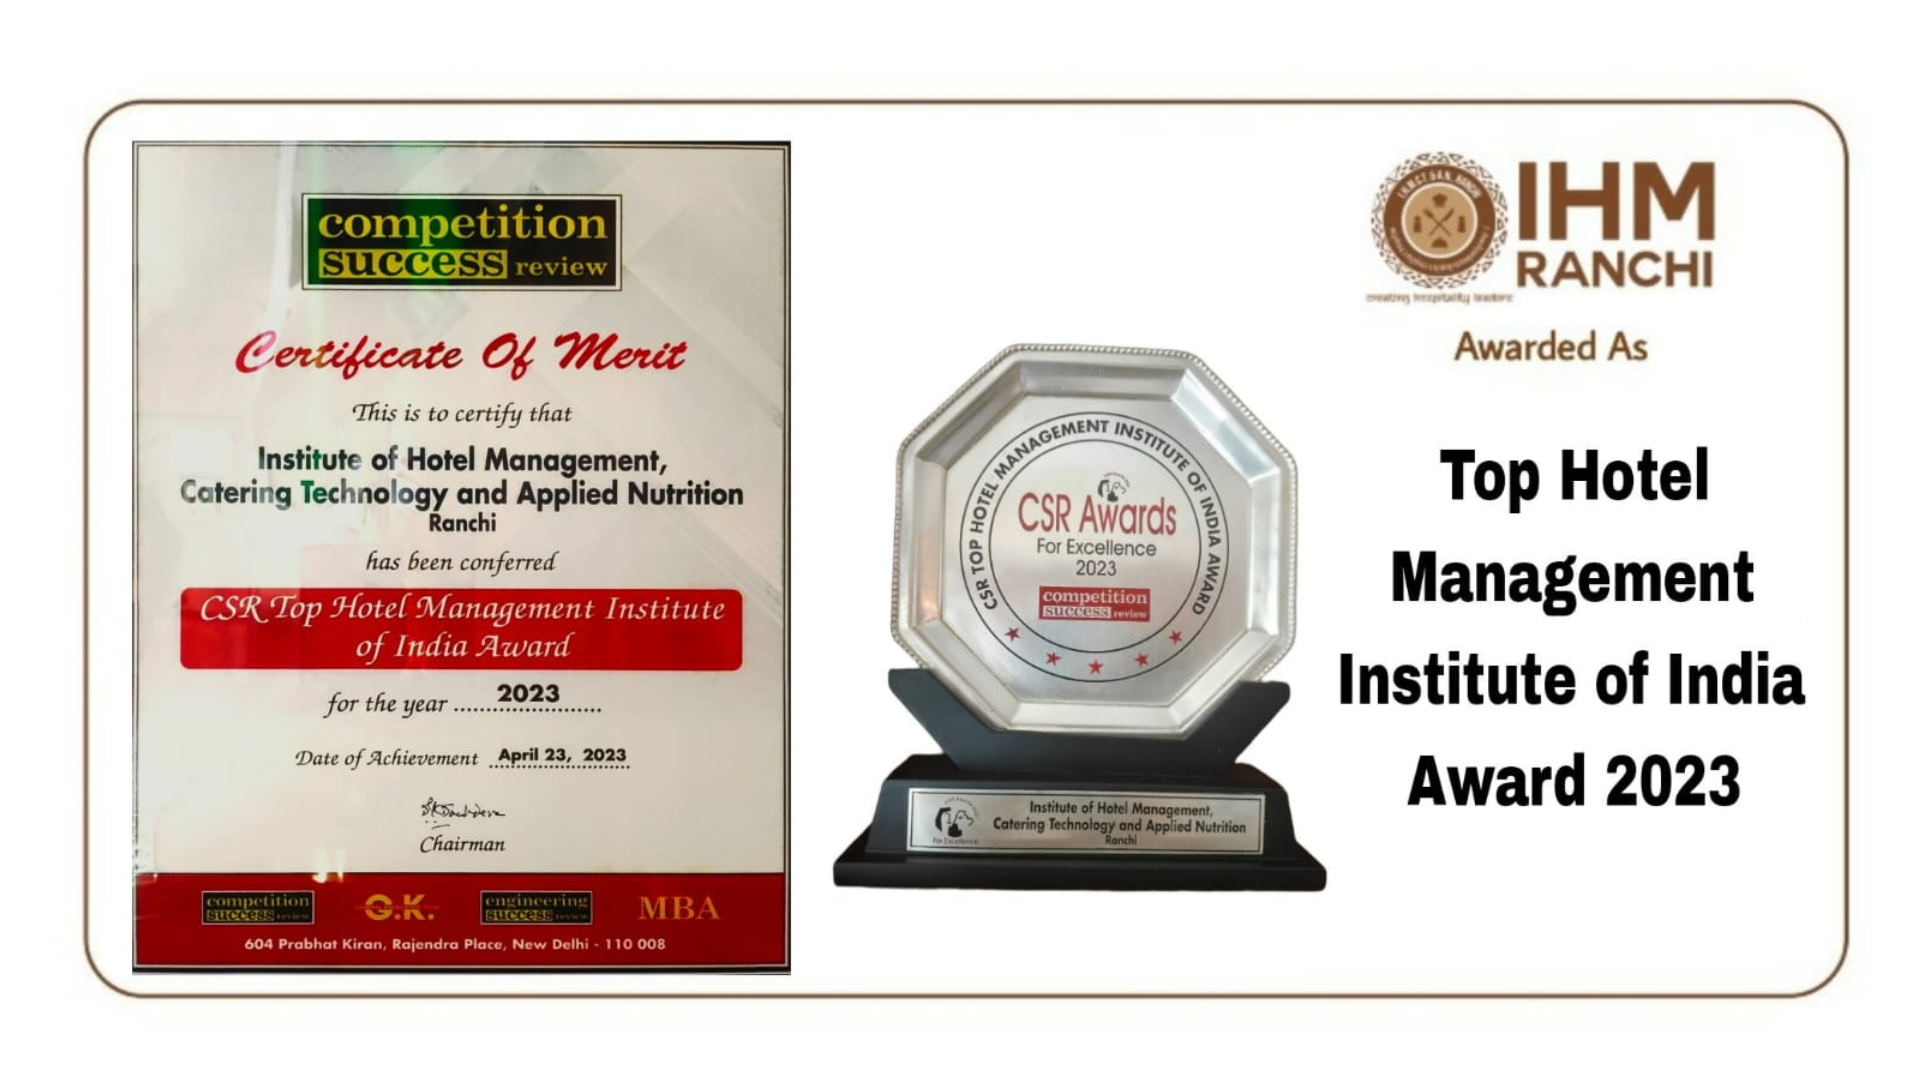 competition
success review
Certificate Of Merit
This is to certify that
Institute of Hotel Management,
Catering Technology and Applied Nutrition
Ranchi
has been conferred
CSR Top Hotel Management Institute
of India Award
for the year 2023
Date of Achievement April 23, 2023
Chairman
competition
success review
G.K.
engineering
success review
MBA
604 Prabhat Kiran, Rajendra Place, New Delhi - 110 008
CSR TOP HOTEL MANAGEMENT INSTITUTE OF INDIA AWARD
CSR Awards
For Excellence
2023
competition
success review
Institute of Hotel Management,
Catering Technology and Applied Nutrition
Ranchi
For Excellence
IHM
RANCHI
creating hospitality leaders
Awarded As
Top Hotel
Management
Institute of India
Award 2023